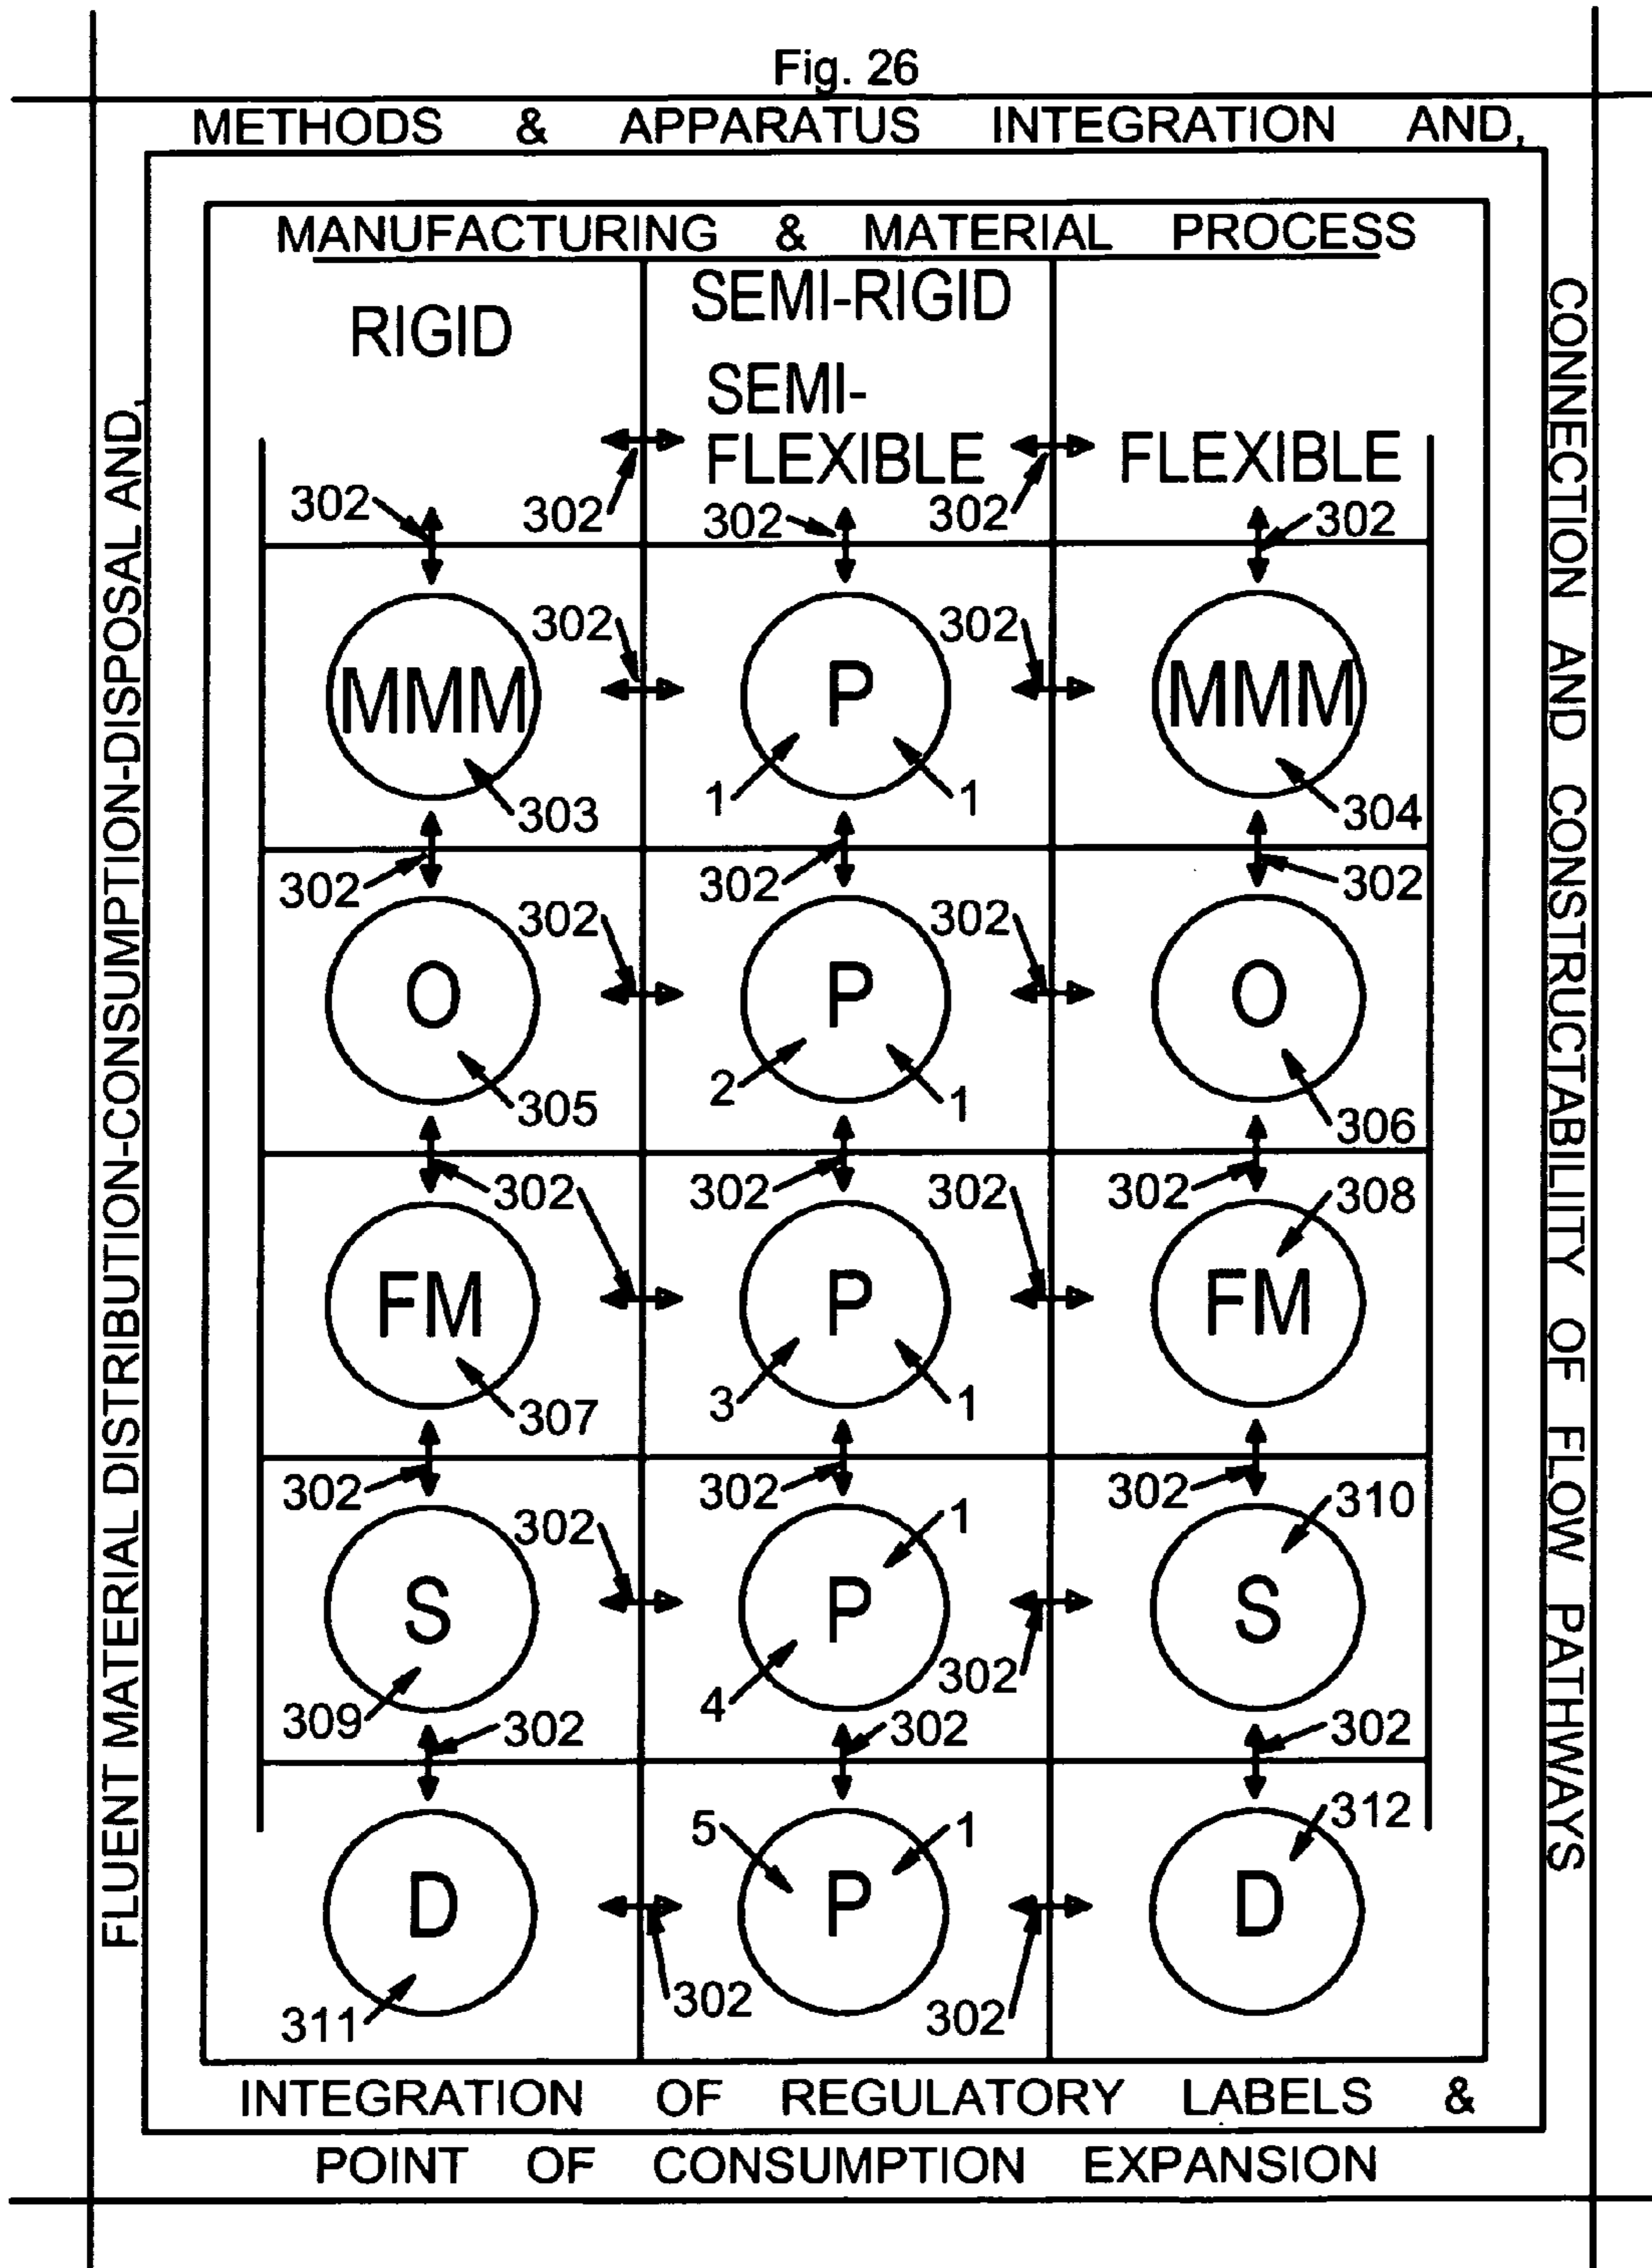 Fig. 26
METHODS & APPARATUS INTEGRATION AND,
FLUENT MATERIAL DISTRIBUTION-CONSUMPTION-DISPOSAL AND,
CONNECTION AND CONSTRUCTABILIITY OF FLOW PATHWAYS
MANUFACTURING & MATERIAL PROCESS
RIGID
SEMI-RIGID
SEMI-
FLEXIBLE
FLEXIBLE
302 302 302 302 302
302 302
MMM P MMM
303 1 1 304
302 302 302
302 302
O P O
305 2 1 306
302 302 302 302 308
FM P FM
307 3 1
302 302 302 310
302 1
S P S
309 4 302
302 302 302
5 1 312
D P D
311 302 302
INTEGRATION OF REGULATORY LABELS &
POINT OF CONSUMPTION EXPANSION